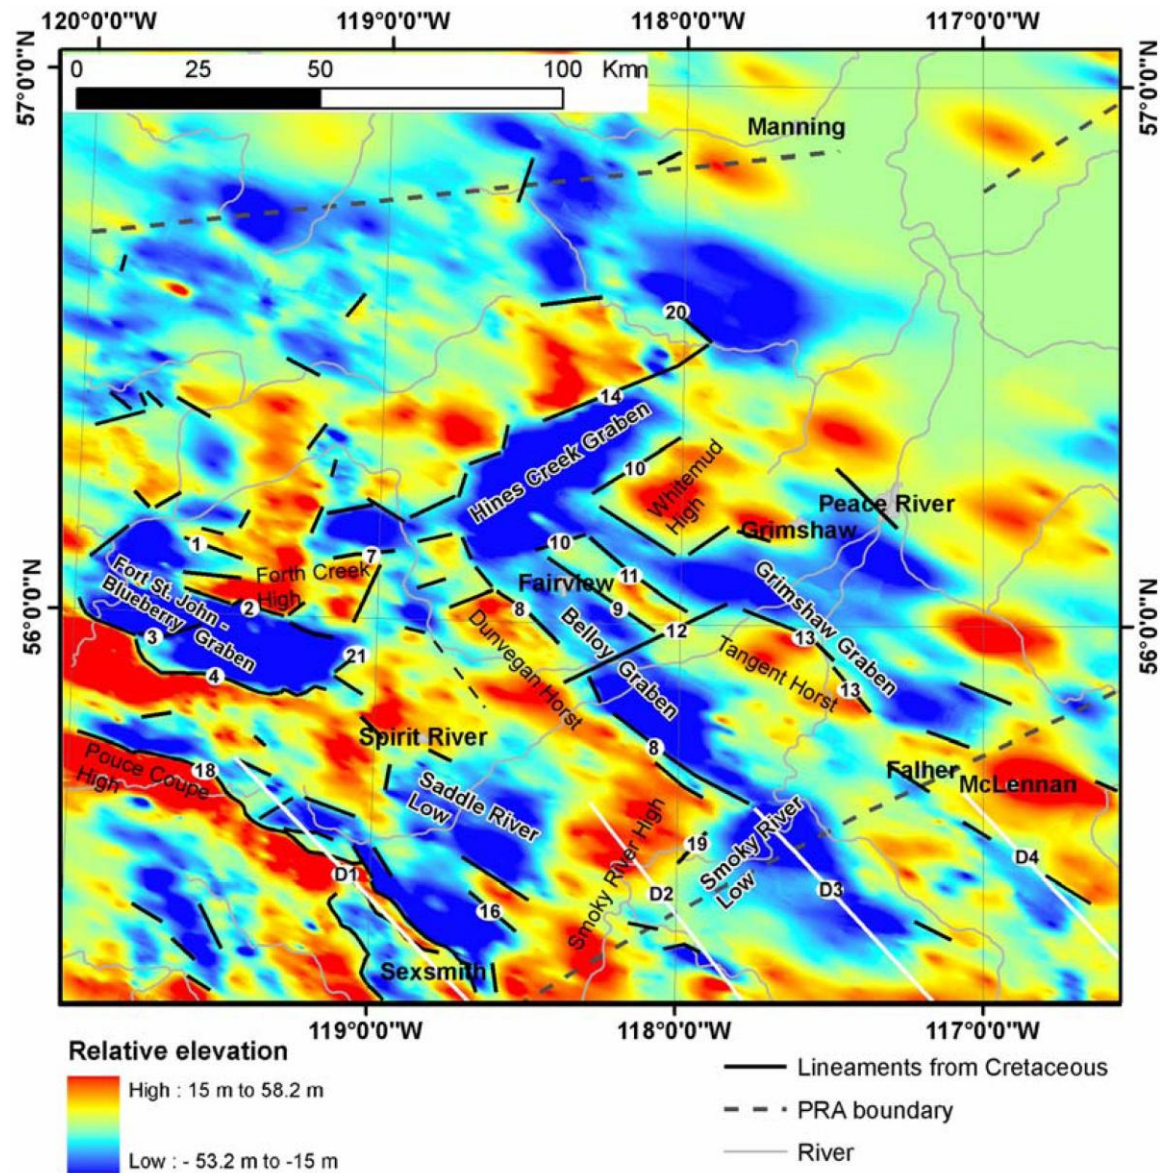 120°0'0"W 119°0'0"W 118°0'0"W 117°0'0"W
57°0'0"N
0 25 50 100 Kmn
57°0'0"N
Manning
20
14
Hines Creek Graben
10
Whitemud
High
Peace River
Grimshaw
1
7
10
Forth Creek
High
Fort St. John -
Blueberry Graben
56°0'0"N
2
3
4
21
Fairview
11
8
9
12
Dunvegan Horst
Belloy Graben
Grimshaw Graben
13
Tangent Horst
13
56°0'0"N
8
Spirit River
Pouce Coupe
High
18
Saddle River
Low
Falher
McLennan
Smoky River High
19
Smoky River
Low
D1
D2
D3
D4
16
Sexsmith
119°0'0"W 118°0'0"W 117°0'0"W
Relative elevation
High : 15 m to 58.2 m
Low : - 53.2 m to -15 m
Lineaments from Cretaceous
PRA boundary
River